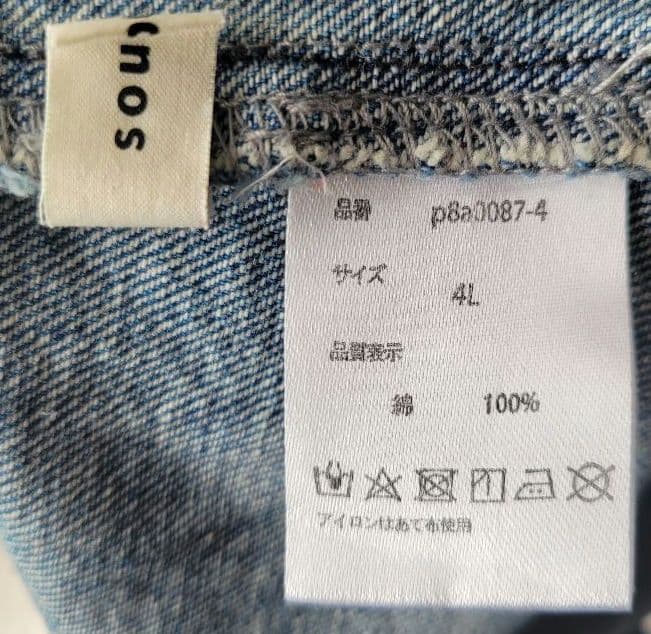 nos
品番 p8a0087-4
サイズ 4L
品質表示
綿 100%
アイロンはあて布使用